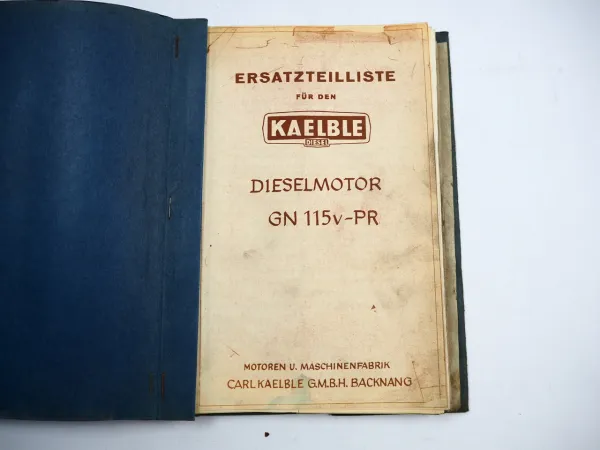 ERSATZTEILLISTE
FÜR DEN
KAELBLE
DIESEL
DIESELMOTOR
GN 115v-PR
MOTOREN U. MASCHINENFABRIK
CARL KAELBLE G.M.B.H. BACKNANG